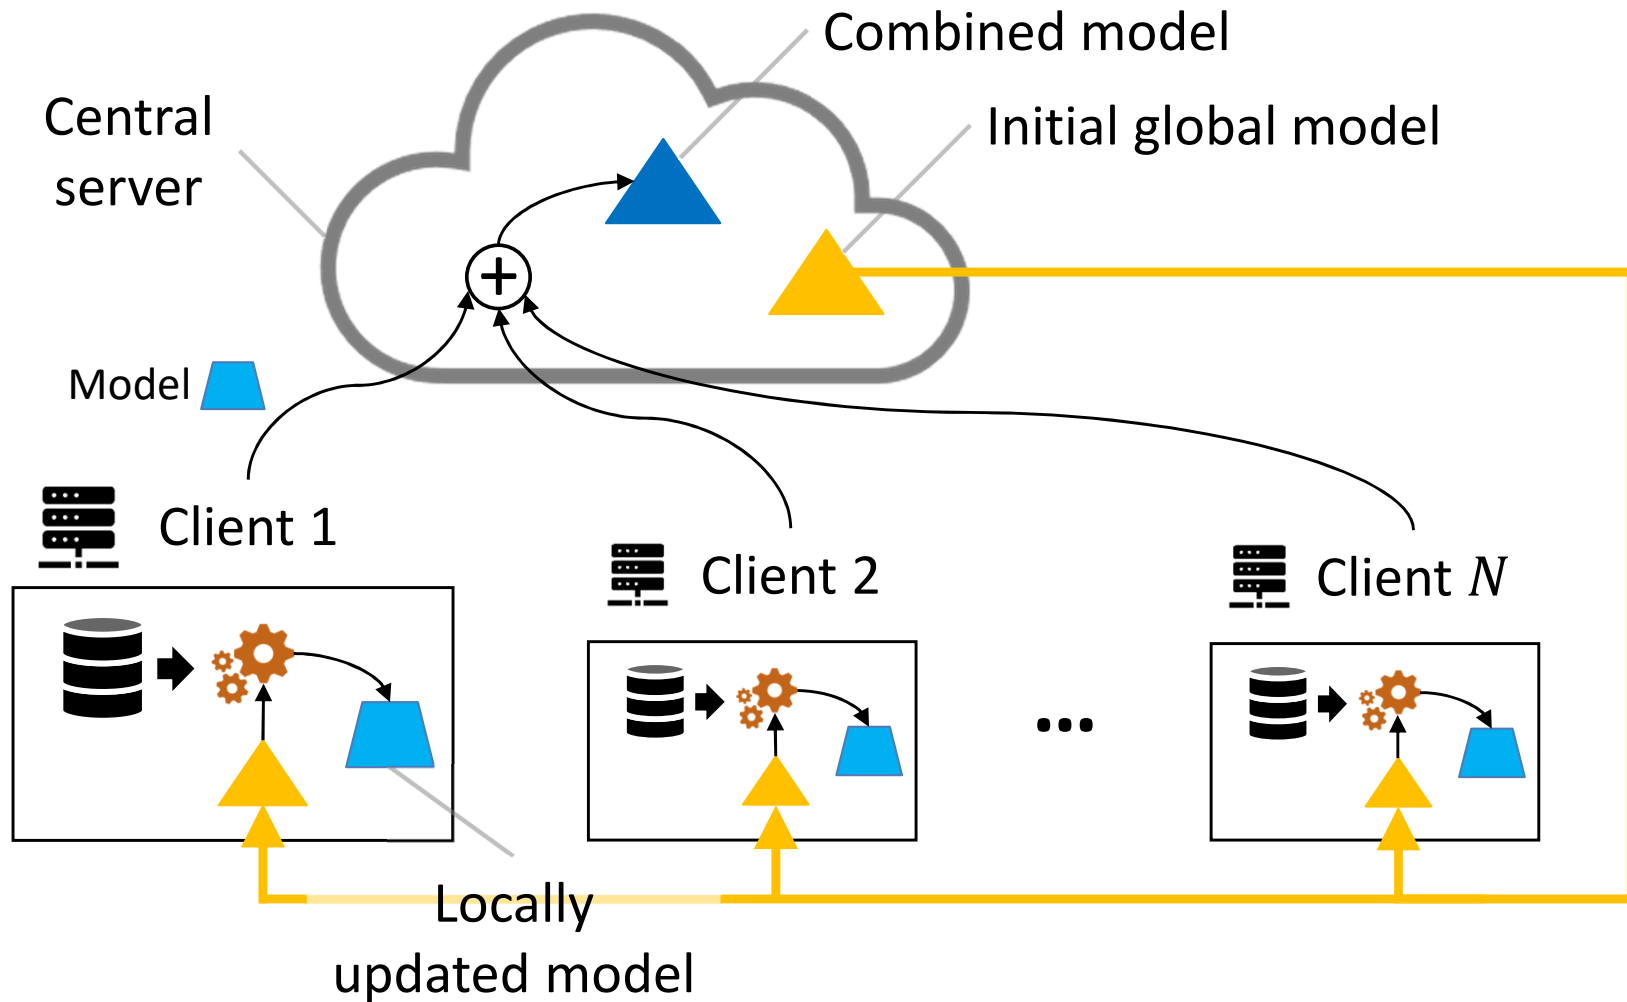 Combined model
Central
server
Initial global model
+
Model
Client 1
Client 2
Client N
...
Locally
updated model